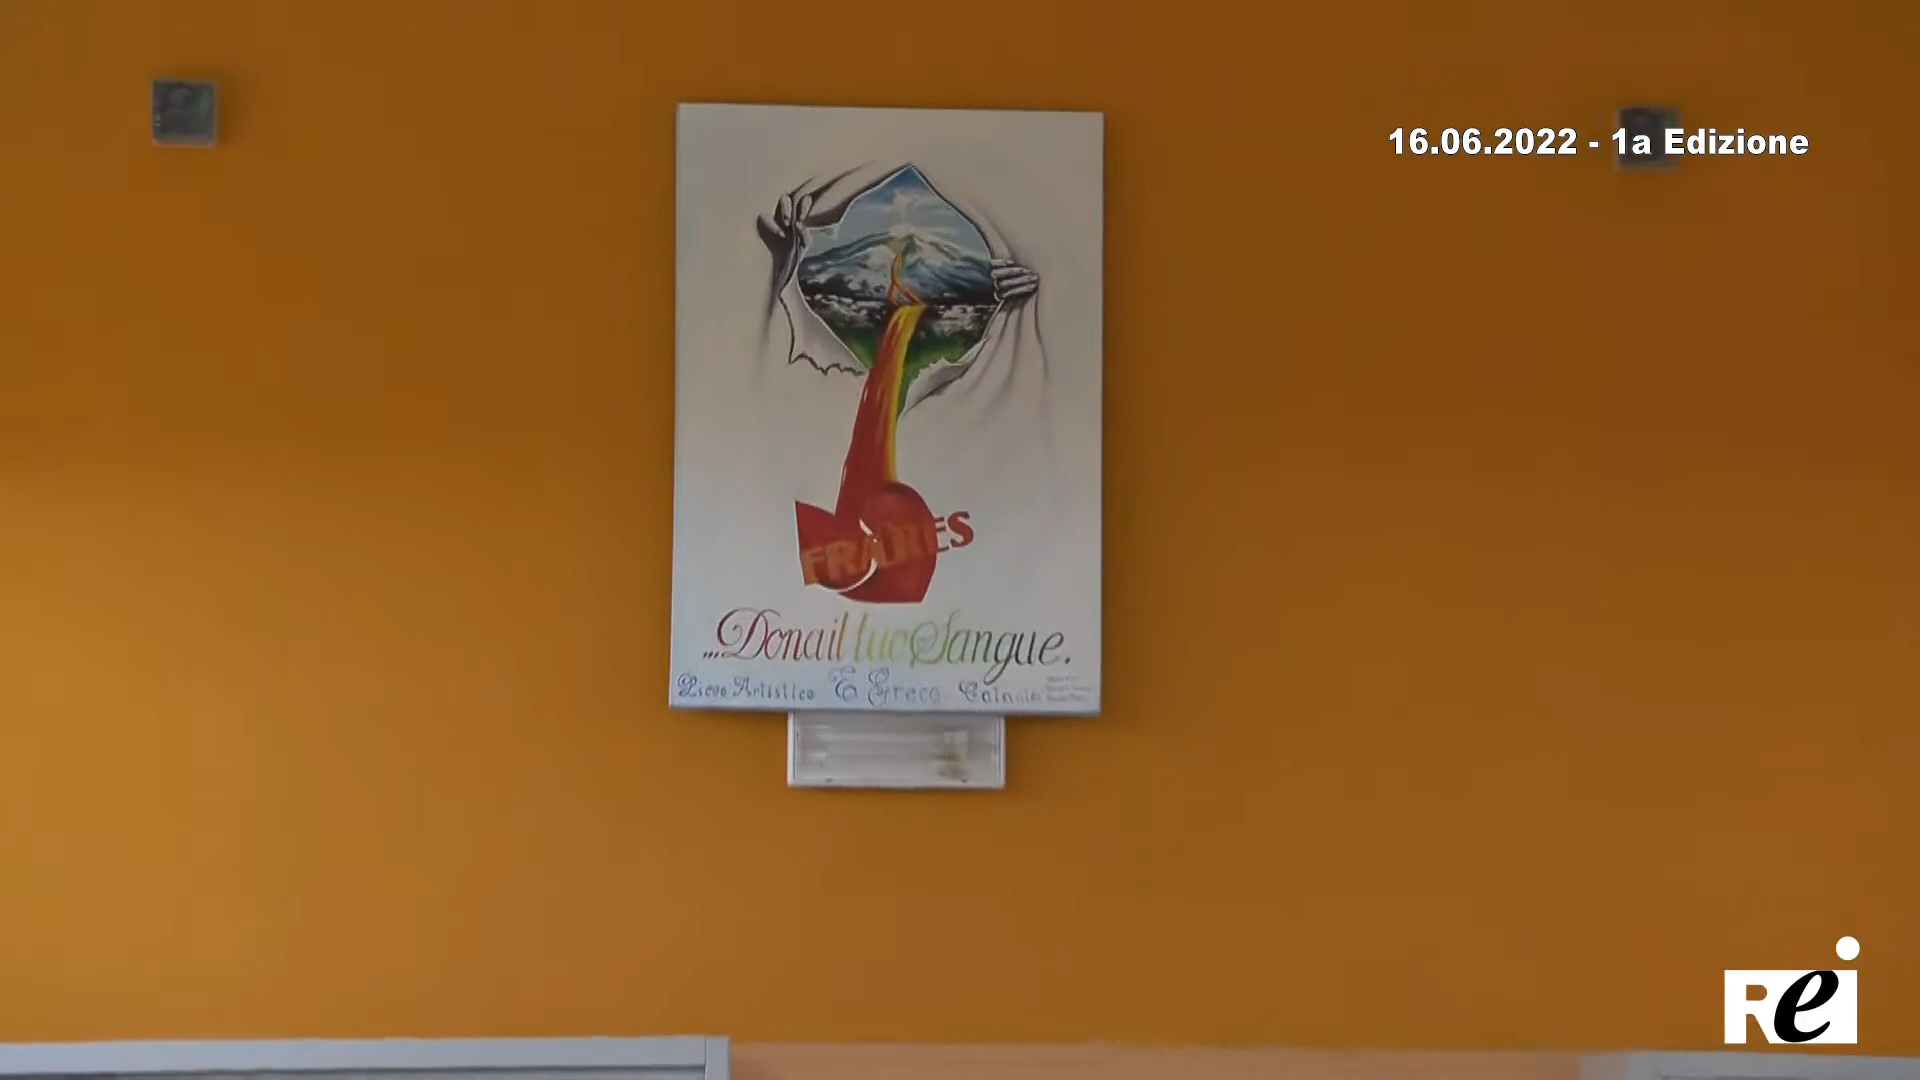 16.06.2022 - 1a Edizione
FRATRES
...Dona il tuo Sangue.
Liceo Artistico E Greco Catania
Rei